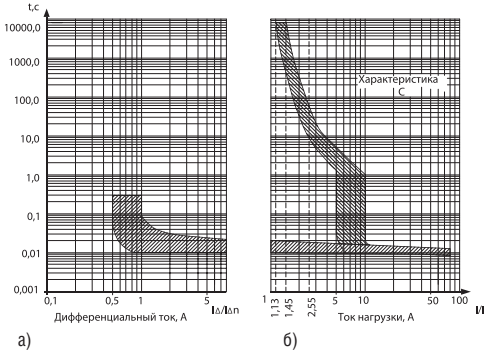 t,c
10000,0
1000,0
100,0
10,0
1,0
0,1
0,01
0,001
0,1
0,5
1
5
Дифференциальный ток, А
IΔ/IΔn
а)
Характеристика
С
1
1,13
1,45
2,55
5
10
50
100
Ток нагрузки, А
I/I
б)